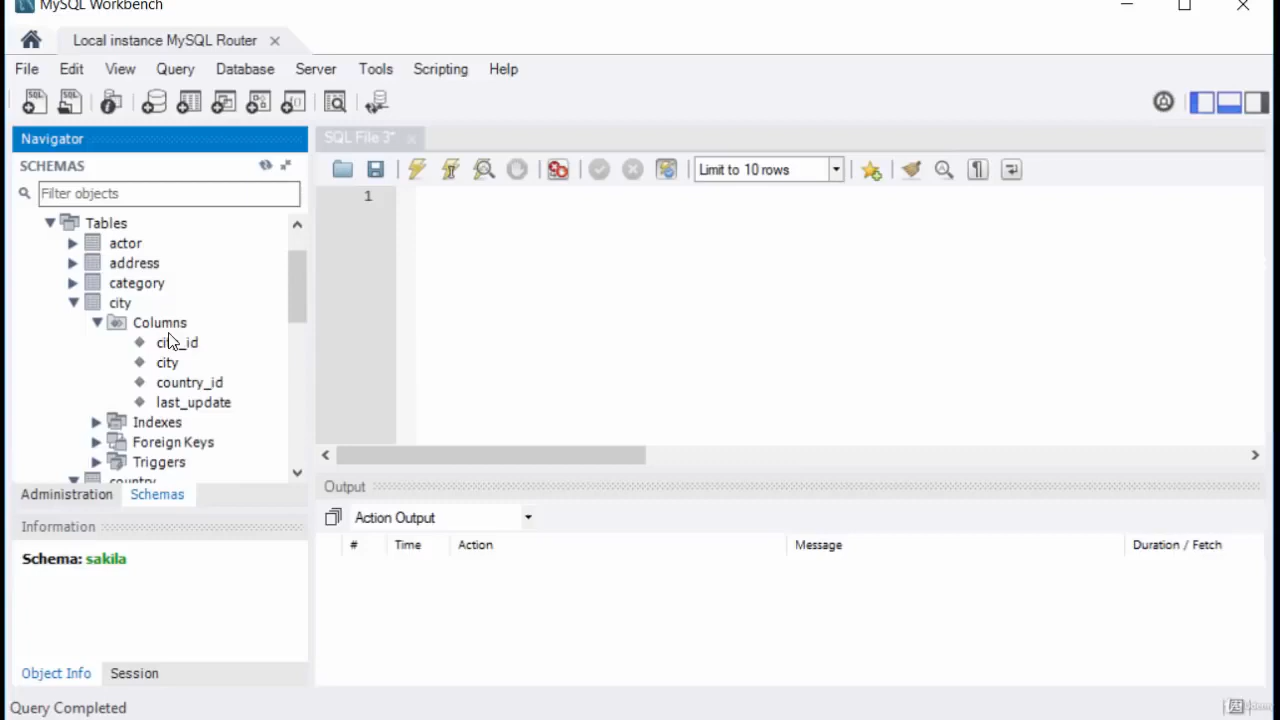 MySQL Workbench
Local instance MySQL Router
File Edit View Query Database Server Tools Scripting Help
Navigator
SQL File 3*
SCHEMAS
Limit to 10 rows
Filter objects
1
Tables
actor
address
category
city
Columns
city_id
city
country_id
last_update
Indexes
Foreign Keys
Triggers
country
Administration Schemas
Output
Information
Action Output
# Time Action Message Duration / Fetch
Schema: sakila
Object Info Session
Query Completed